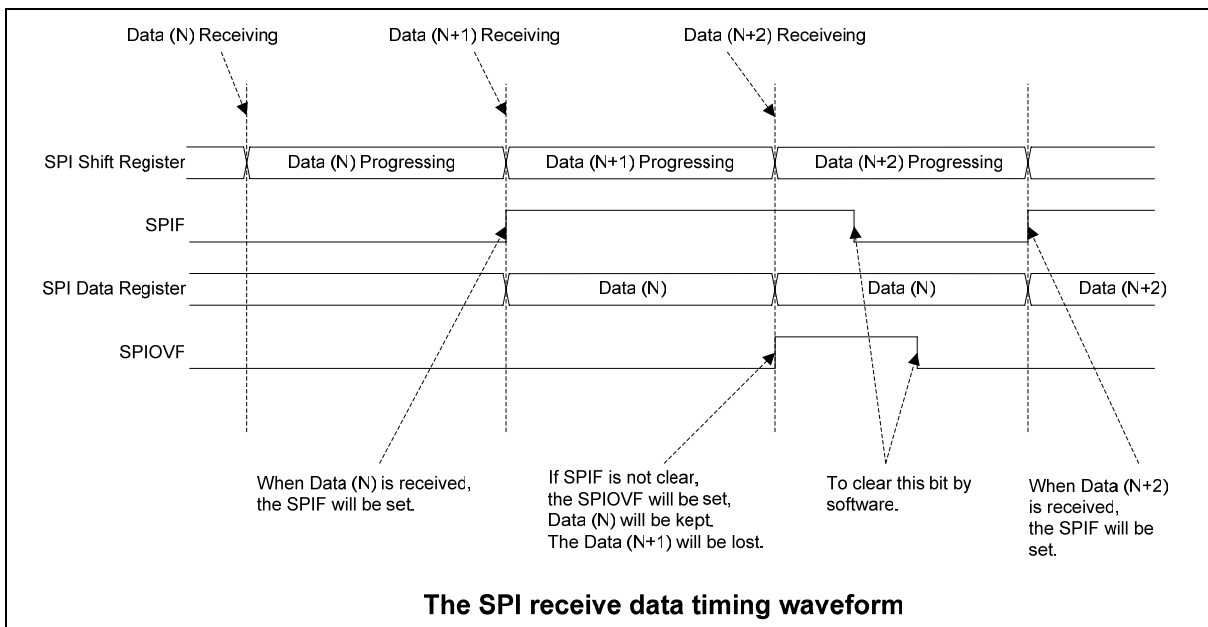 Data (N) Receiving
Data (N+1) Receiving
Data (N+2) Receiveing
SPI Shift Register
Data (N) Progressing
Data (N+1) Progressing
Data (N+2) Progressing
SPIF
SPI Data Register
Data (N)
Data (N)
Data (N+2)
SPIOVF
When Data (N) is received,
the SPIF will be set.
If SPIF is not clear,
the SPIOVF will be set,
Data (N) will be kept.
The Data (N+1) will be lost.
To clear this bit by
software.
When Data (N+2)
is received,
the SPIF will be
set.
The SPI receive data timing waveform